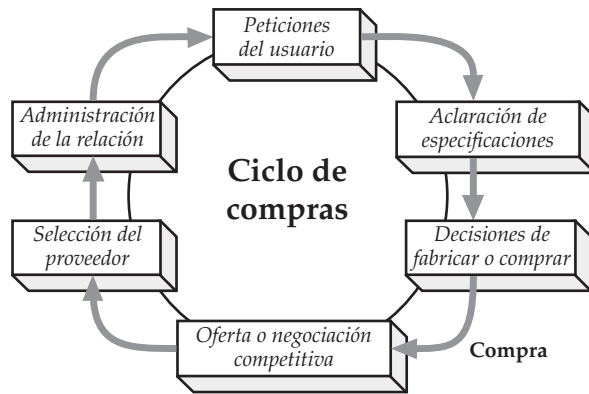 Peticiones
del usuario
Aclaración de
especificaciones
Decisiones de
fabricar o comprar
Compra
Oferta o negociación
competitiva
Selección del
proveedor
Administración
de la relación
Ciclo de
compras